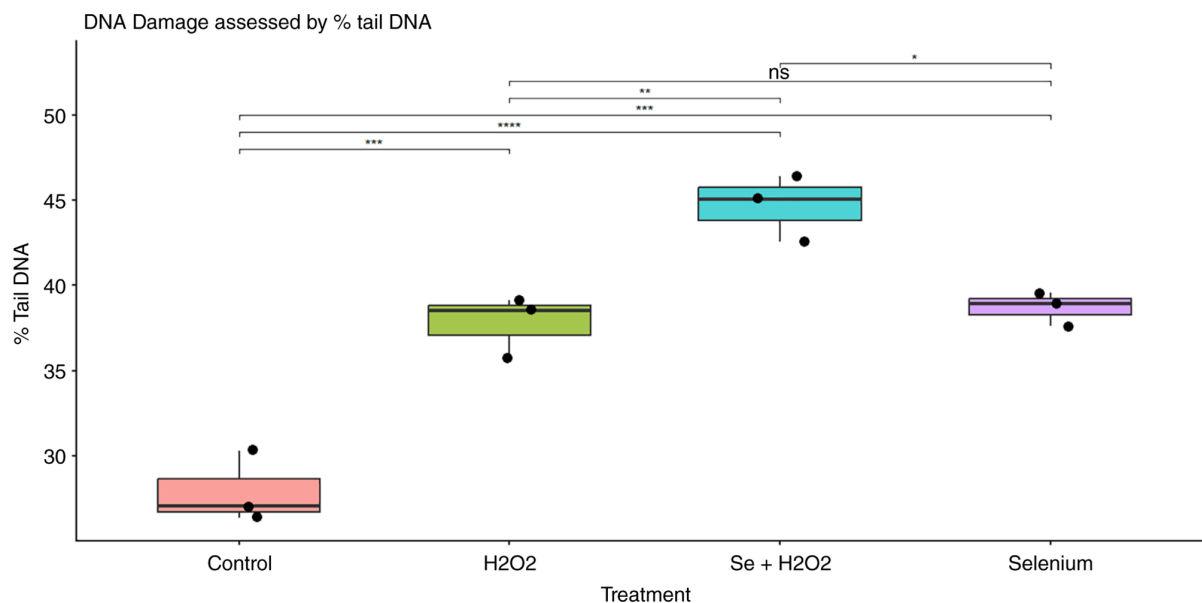 DNA Damage assessed by % tail DNA
*
ns
**
***
****
***
50
45
40
35
30
% Tail DNA
Control
H2O2
Se + H2O2
Selenium
Treatment